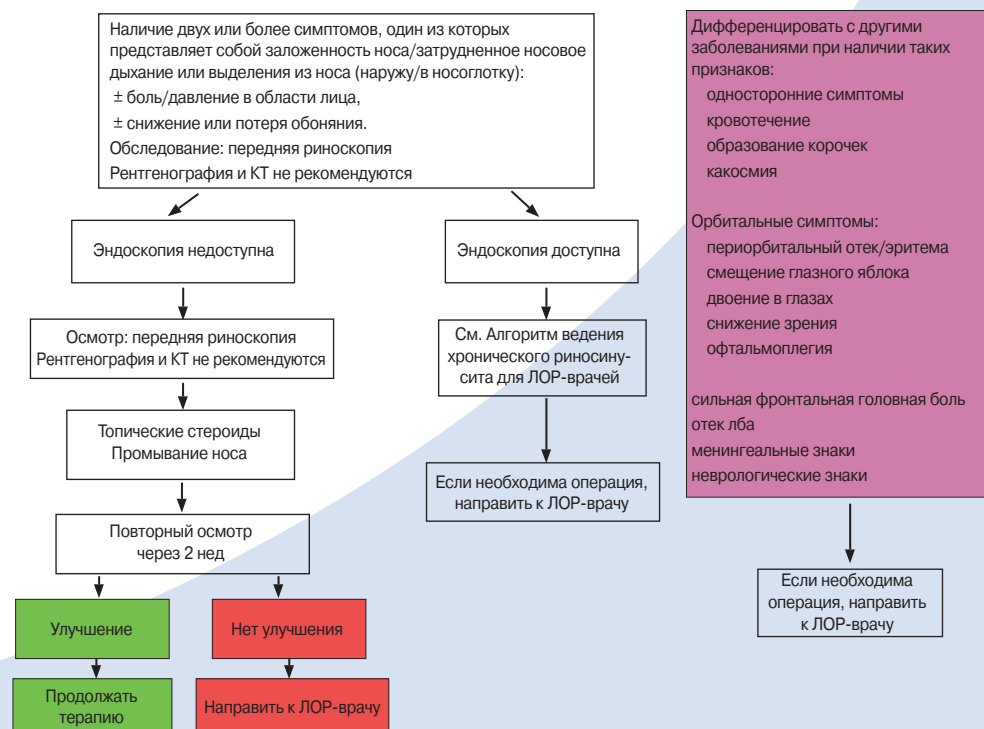 Наличие двух или более симптомов, один из которых
представляет собой заложенность носа/затрудненное носовое
дыхание или выделения из носа (наружу/в носоглотку):
± боль/давление в области лица,
± снижение или потеря обоняния.
Обследование: передняя риноскопия
Рентгенография и КТ не рекомендуются
Эндоскопия недоступна
Эндоскопия доступна
Осмотр: передняя риноскопия
Рентгенография и КТ не рекомендуются
См. Алгоритм ведения
хронического риносину-
сита для ЛОР-врачей
Топические стероиды
Промывание носа
Если необходима операция,
направить к ЛОР-врачу
Повторный осмотр
через 2 нед
Улучшение
Нет улучшения
Продолжать
терапию
Направить к ЛОР-врачу
Дифференцировать с другими
заболеваниями при наличии таких
признаков:
односторонние симптомы
кровотечение
образование корочек
какосмия
Орбитальные симптомы:
периорбитальный отек/эритема
смещение глазного яблока
двоение в глазах
снижение зрения
офтальмоплегия
сильная фронтальная головная боль
отек лба
менингеальные знаки
неврологические знаки
Если необходима
операция, направить
к ЛОР-врачу